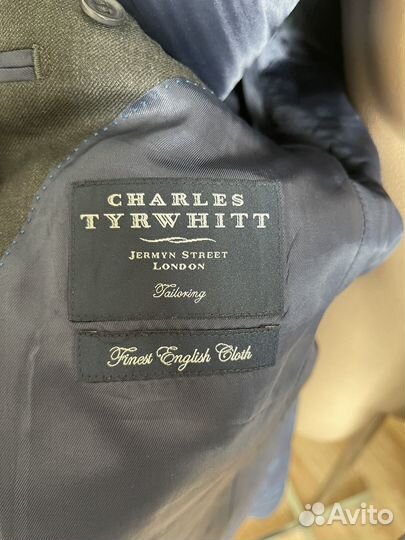 CHARLES
TYRWHITT
JERMYN STREET
LONDON
Tailoring
Finest English Cloth
Avito